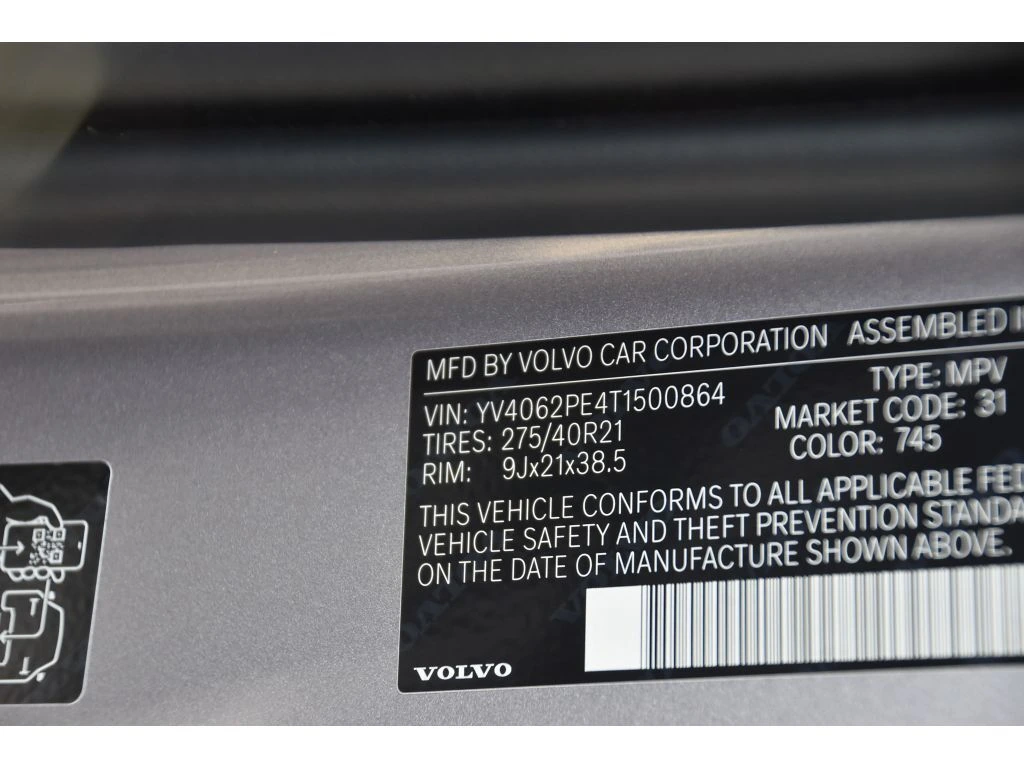 MFD BY VOLVO CAR CORPORATION ASSEMBLED
TYPE: MPV
VIN: YV4062PE4T1500864
MARKET CODE: 31
TIRES: 275/40R21
COLOR: 745
RIM: 9Jx21x38.5
THIS VEHICLE CONFORMS TO ALL APPLICABLE FED
VEHICLE SAFETY AND THEFT PREVENTION STANDA
ON THE DATE OF MANUFACTURE SHOWN ABOVE.
VOLVO